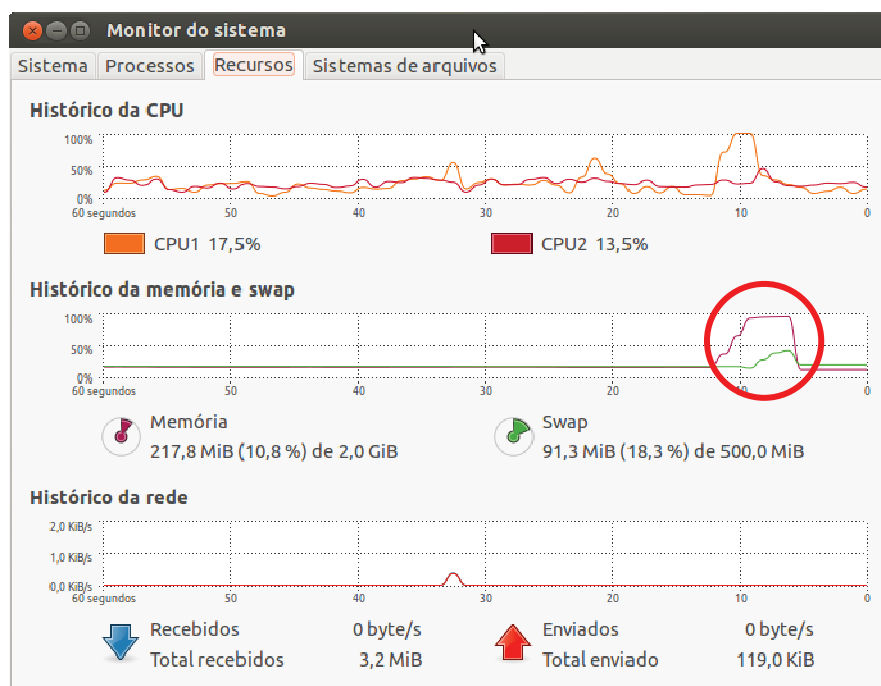 Monitor do sistema
Sistema Processos Recursos Sistemas de arquivos
Histórico da CPU
100%
50%
0%
60 segundos 50 40 30 20 10 0
CPU1 17,5% CPU2 13,5%
Histórico da memória e swap
100%
50%
0%
60 segundos 50 40 30 20 10 0
Memória Swap
217,8 MiB (10,8 %) de 2,0 GiB 91,3 MiB (18,3 %) de 500,0 MiB
Histórico da rede
2,0 KiB/s
1,0 KiB/s
0,0 KiB/s
60 segundos 50 40 30 20 10 0
Recebidos 0 byte/s Enviados 0 byte/s
Total recebidos 3,2 MiB Total enviado 119,0 KiB